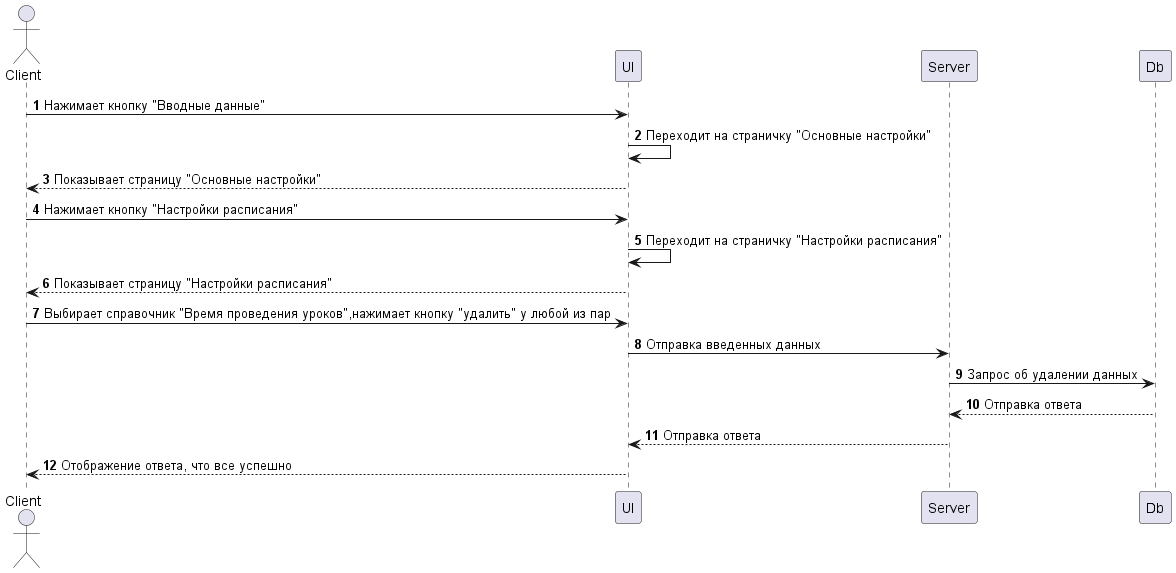 Client
UI
Server
Db
1 Нажимает кнопку "Вводные данные"
2 Переходит на страничку "Основные настройки"
3 Показывает страницу "Основные настройки"
4 Нажимает кнопку "Настройки расписания"
5 Переходит на страничку "Настройки расписания"
6 Показывает страницу "Настройки расписания"
7 Выбирает справочник "Время проведения уроков",нажимает кнопку "удалить" у любой из пар
8 Отправка введенных данных
9 Запрос об удалении данных
10 Отправка ответа
11 Отправка ответа
12 Отображение ответа, что все успешно
Client
UI
Server
Db